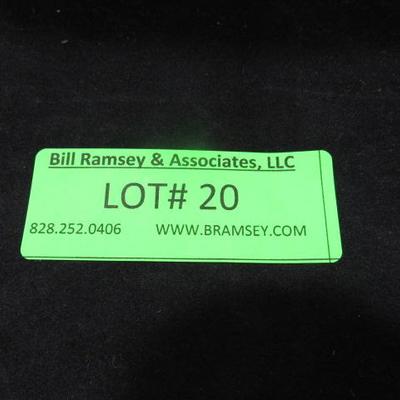 Bill Ramsey & Associates, LLC
LOT# 20
828.252.0406 WWW.BRAMSEY.COM